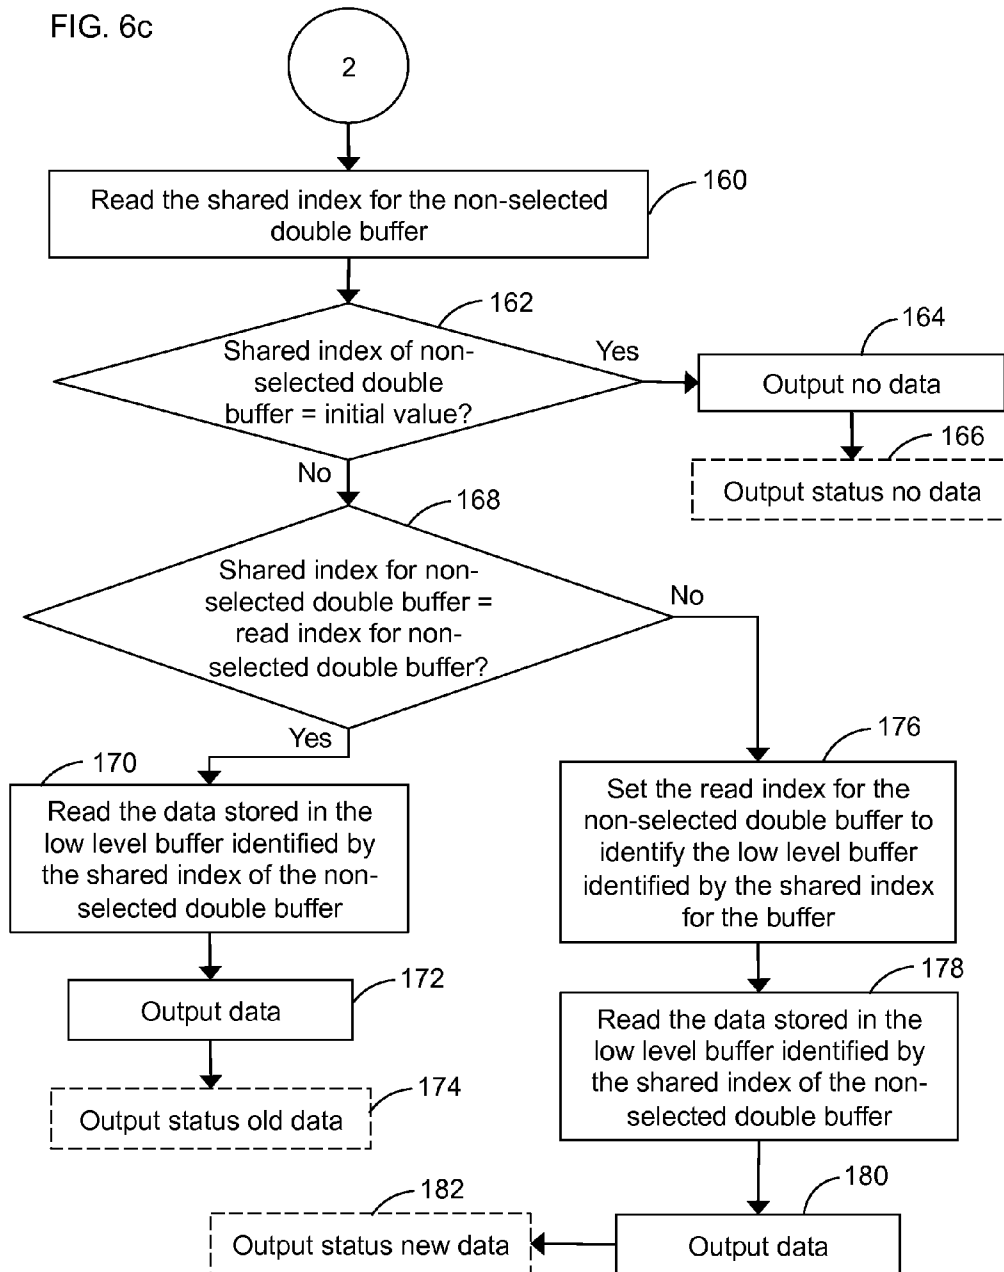 FIG. 6c
2
160
Read the shared index for the non-selected
double buffer
162
Shared index of non-
selected double
buffer = initial value?
Yes
164
Output no data
166
Output status no data
No
168
Shared index for non-
selected double buffer =
read index for non-
selected double buffer?
No
Yes
170
Read the data stored in the
low level buffer identified by
the shared index of the non-
selected double buffer
172
Output data
174
Output status old data
176
Set the read index for the
non-selected double buffer to
identify the low level buffer
identified by the shared index
for the buffer
178
Read the data stored in the
low level buffer identified by
the shared index of the non-
selected double buffer
180
Output data
182
Output status new data